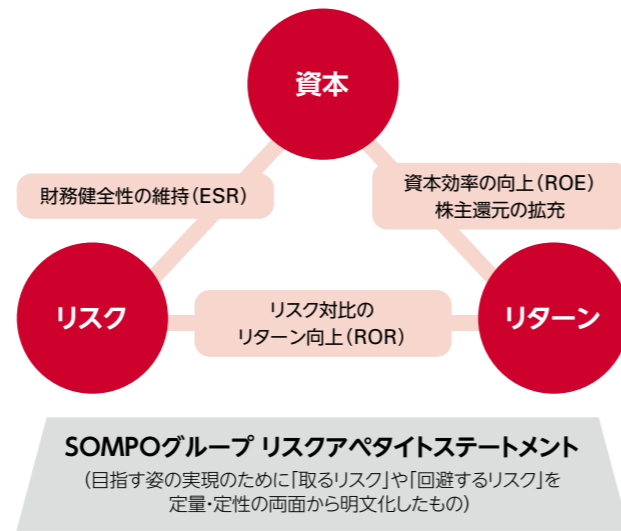 資本
財務健全性の維持(ESR)
資本効率の向上(ROE)
株主還元の拡充
リスク
リスク対比の
リターン向上(ROR)
リターン
SOMPOグループ リスクアペタイトステートメント
(目指す姿の実現のために「取るリスク」や「回避するリスク」を
定量・定性の両面から明文化したもの)